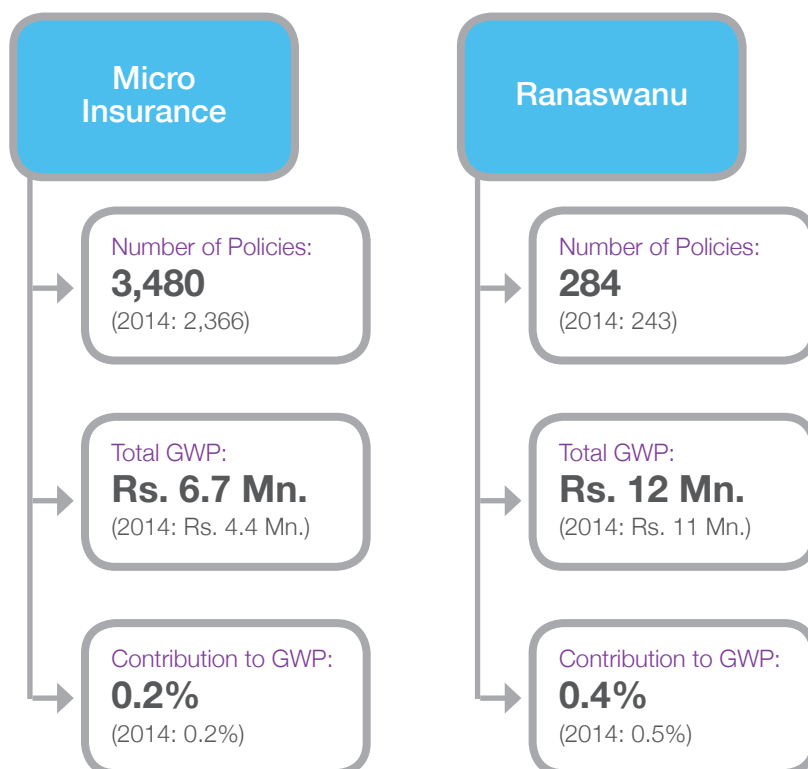 Micro
Insurance
Number of Policies:
3,480
(2014: 2,366)
Total GWP:
Rs. 6.7 Mn.
(2014: Rs. 4.4 Mn.)
Contribution to GWP:
0.2%
(2014: 0.2%)
Ranaswanu
Number of Policies:
284
(2014: 243)
Total GWP:
Rs. 12 Mn.
(2014: Rs. 11 Mn.)
Contribution to GWP:
0.4%
(2014: 0.5%)